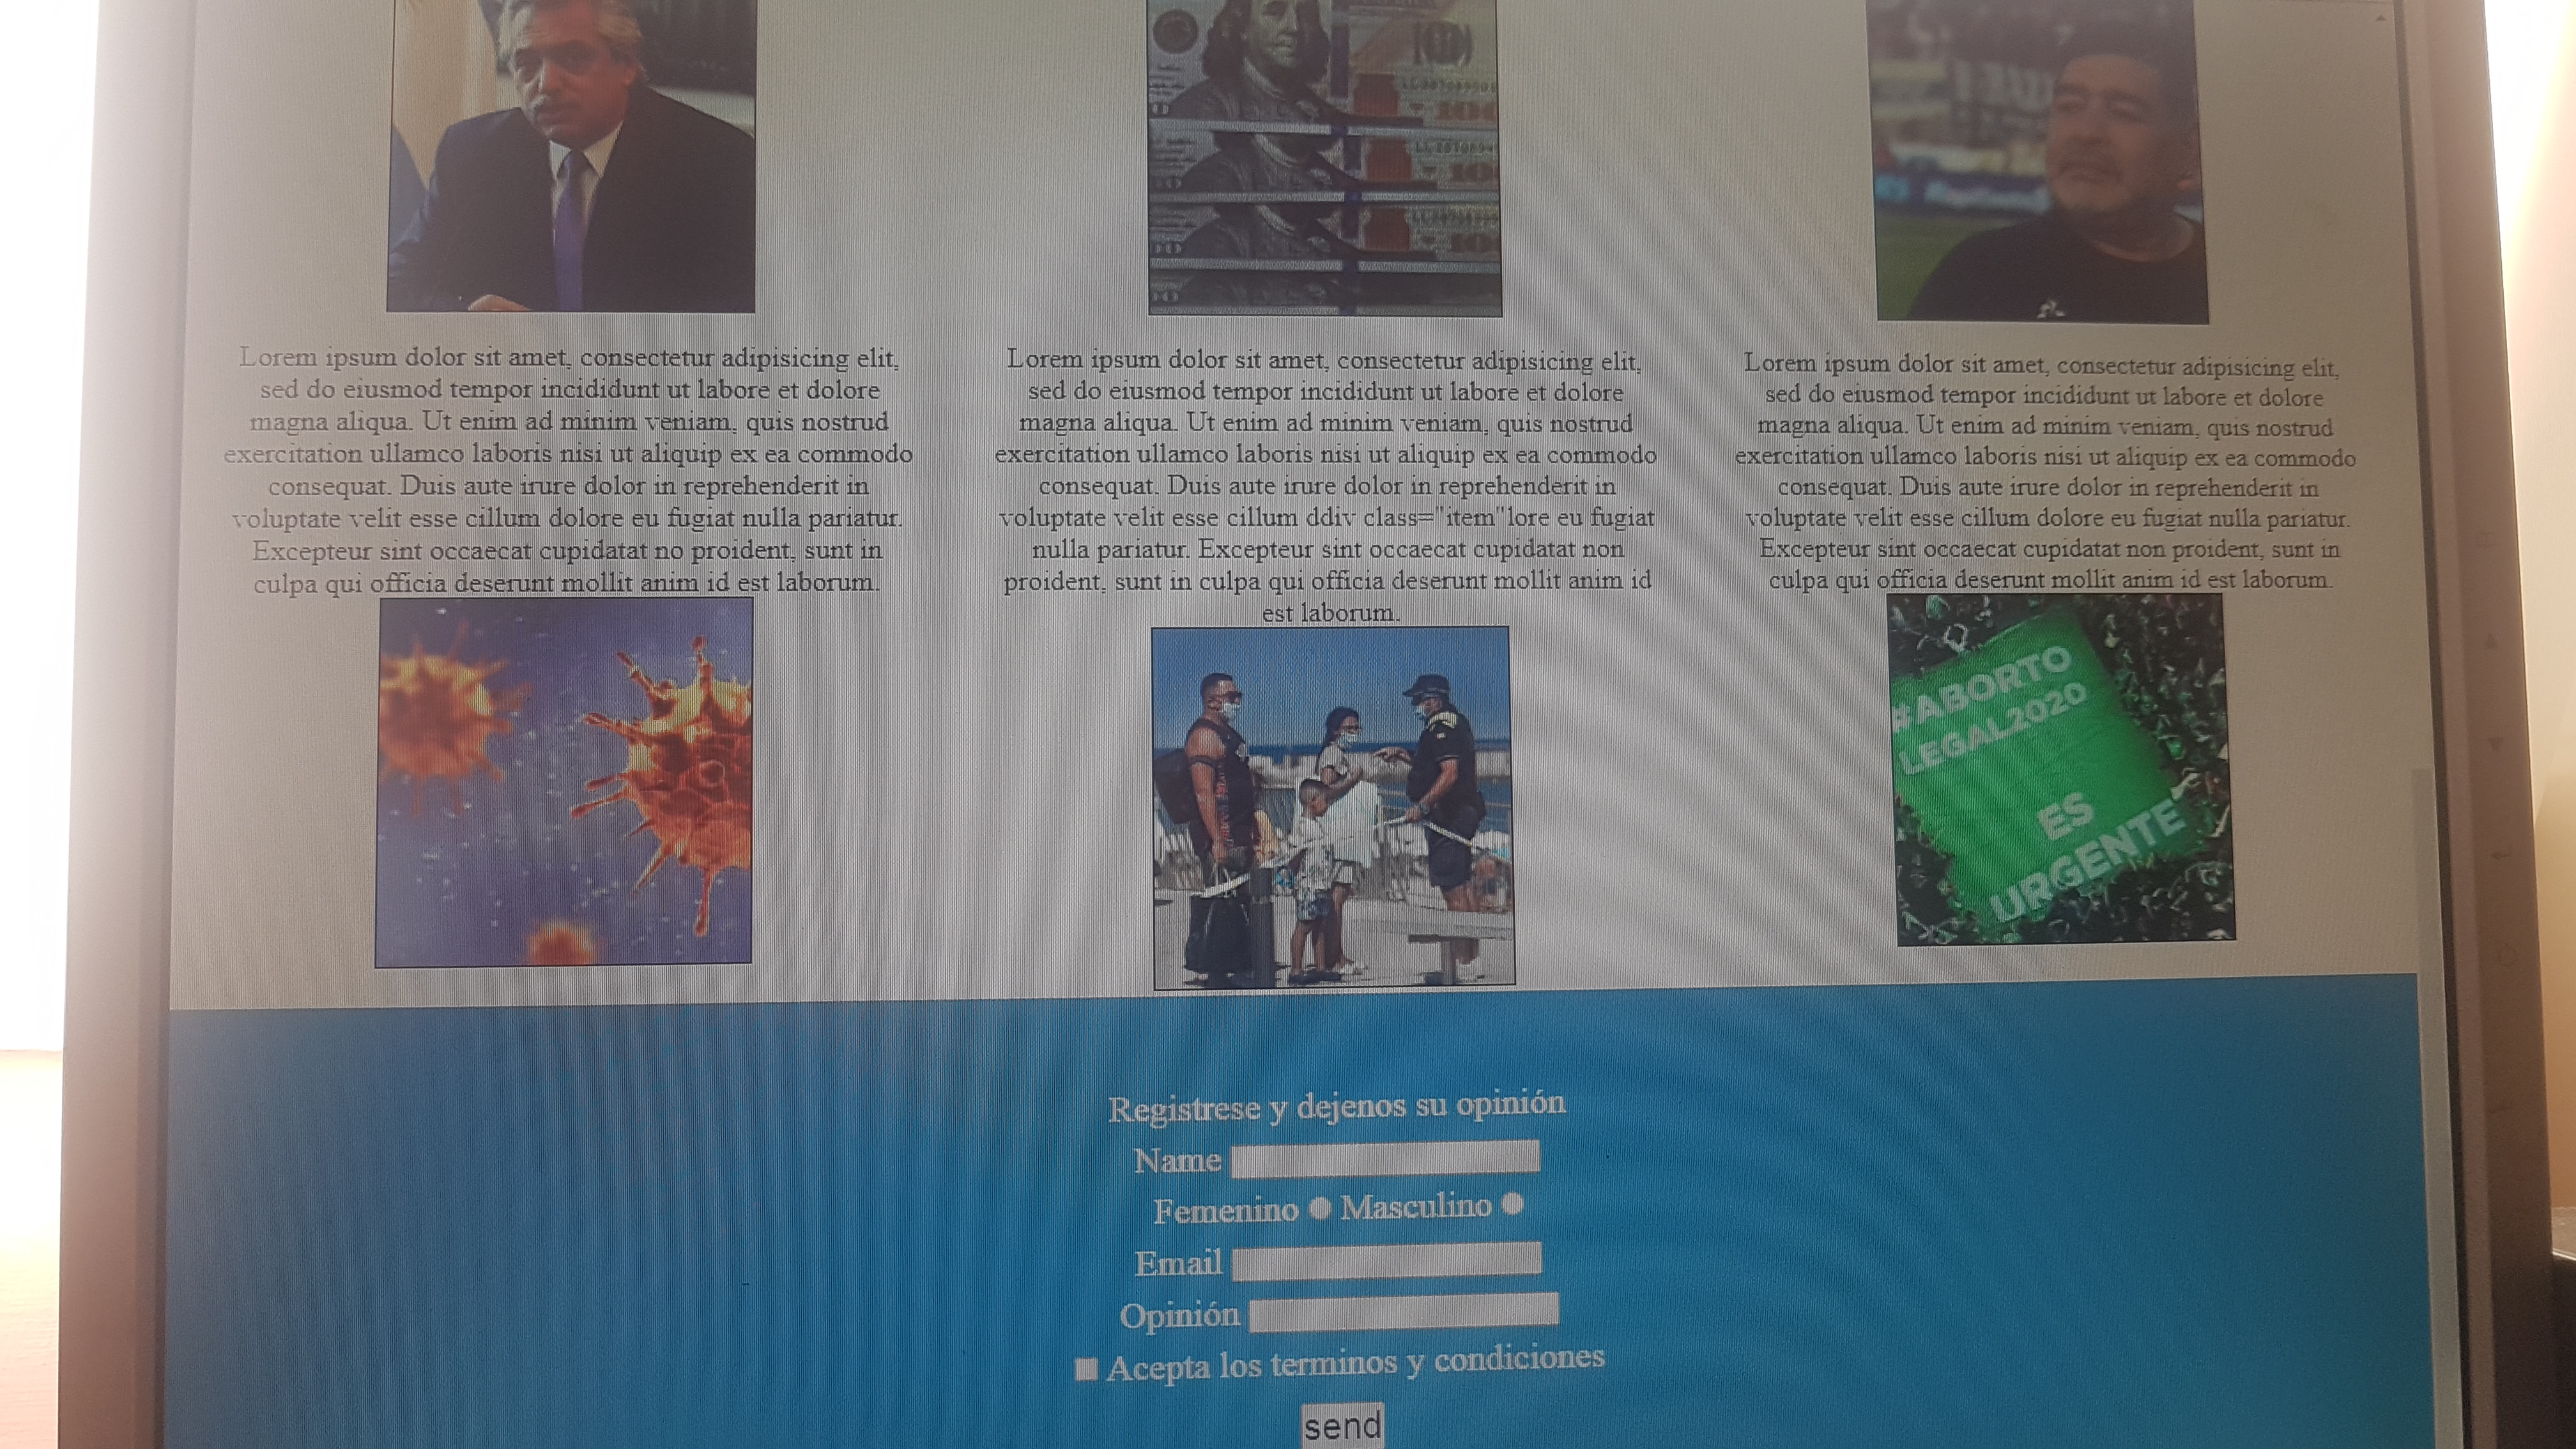 Lorem ipsum dolor sit amet, consectetur adipisicing elit,
sed do eiusmod tempor incididunt ut labore et dolore
magna aliqua. Ut enim ad minim veniam, quis nostrud
exercitation ullamco laboris nisi ut aliquip ex ea commodo
consequat. Duis aute irure dolor in reprehenderit in
voluptate velit esse cillum dolore eu fugiat nulla pariatur.
Excepteur sint occaecat cupidatat no proident, sunt in
culpa qui officia deserunt mollit anim id est laborum.
Lorem ipsum dolor sit amet, consectetur adipisicing elit,
sed do eiusmod tempor incididunt ut labore et dolore
magna aliqua. Ut enim ad minim veniam, quis nostrud
exercitation ullamco laboris nisi ut aliquip ex ea commodo
consequat. Duis aute irure dolor in reprehenderit in
voluptate velit esse cillum ddiv class="item"lore eu fugiat
nulla pariatur. Excepteur sint occaecat cupidatat non
proident, sunt in culpa qui officia deserunt mollit anim id
est laborum.
Lorem ipsum dolor sit amet, consectetur adipisicing elit,
sed do eiusmod tempor incididunt ut labore et dolore
magna aliqua. Ut enim ad minim veniam, quis nostrud
exercitation ullamco laboris nisi ut aliquip ex ea commodo
consequat. Duis aute irure dolor in reprehenderit in
voluptate velit esse cillum dolore eu fugiat nulla pariatur.
Excepteur sint occaecat cupidatat non proident, sunt in
culpa qui officia deserunt mollit anim id est laborum.
#ABORTO
LEGAL2020
ES
URGENTE
Registrese y dejenos su opinión
Name
Femenino Masculino
Email
Opinión
Acepta los terminos y condiciones
send